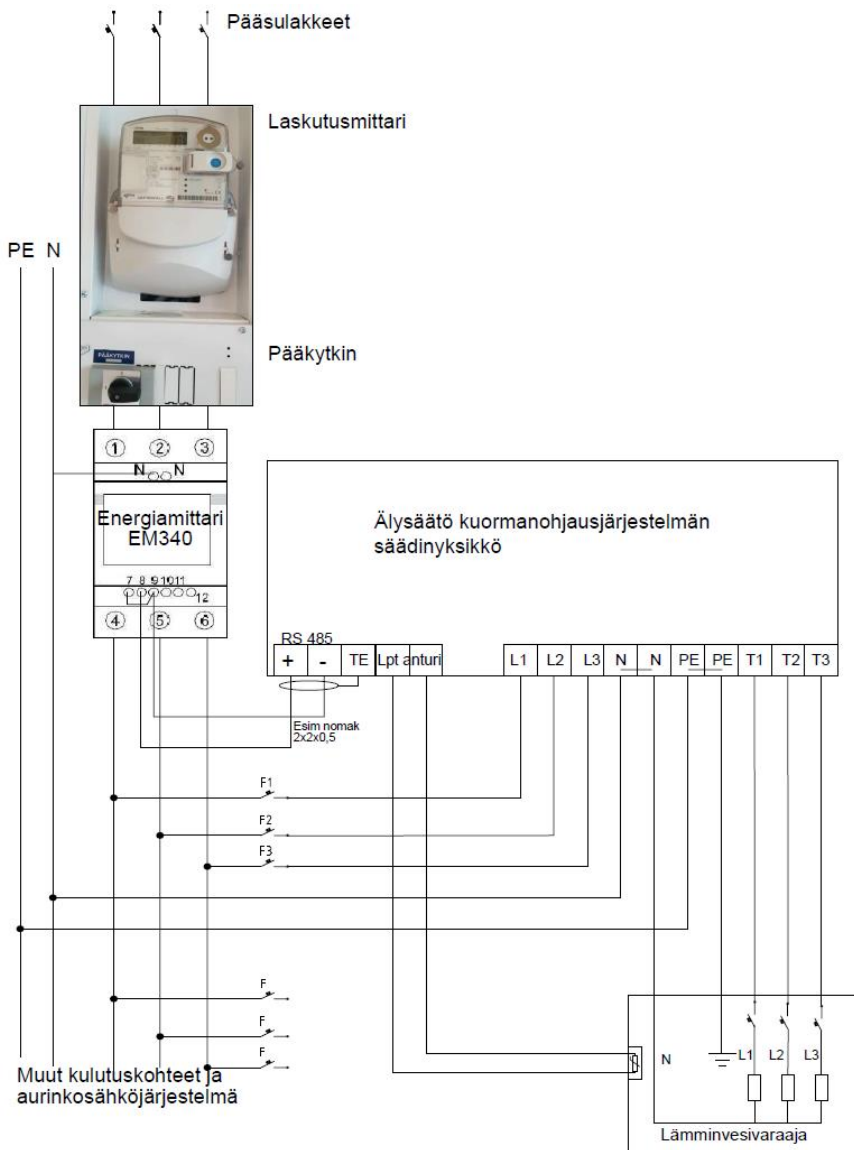 Pääsulakkeet
Laskutusmittari
PE N
PÄÄKYTKIN
Pääkytkin
1 2 3
N N
Energiamittari
EM340
7 8 9 10 11
12
4 5 6
Älysäätö kuormanohjausjärjestelmän
säädinyksikkö
RS 485
+ - TE Lpt anturi L1 L2 L3 N N PE PE T1 T2 T3
Esim nomak
2x2x0,5
F1
F2
F3
F
F
F
N L1 L2 L3
Muut kulutuskohteet ja
aurinkosähköjärjestelmä
Lämminvesivaraaja